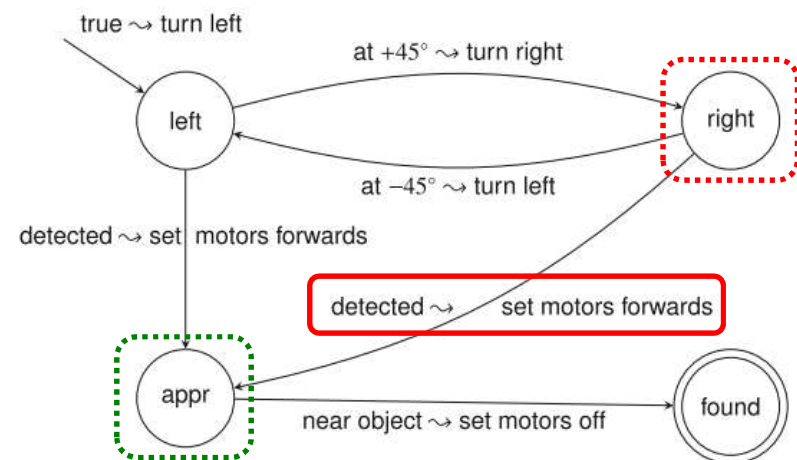 true ⤳ turn left
at +45° ⤳ turn right
left
right
at −45° ⤳ turn left
detected ⤳ set motors forwards
detected ⤳ set motors forwards
appr
found
near object ⤳ set motors off